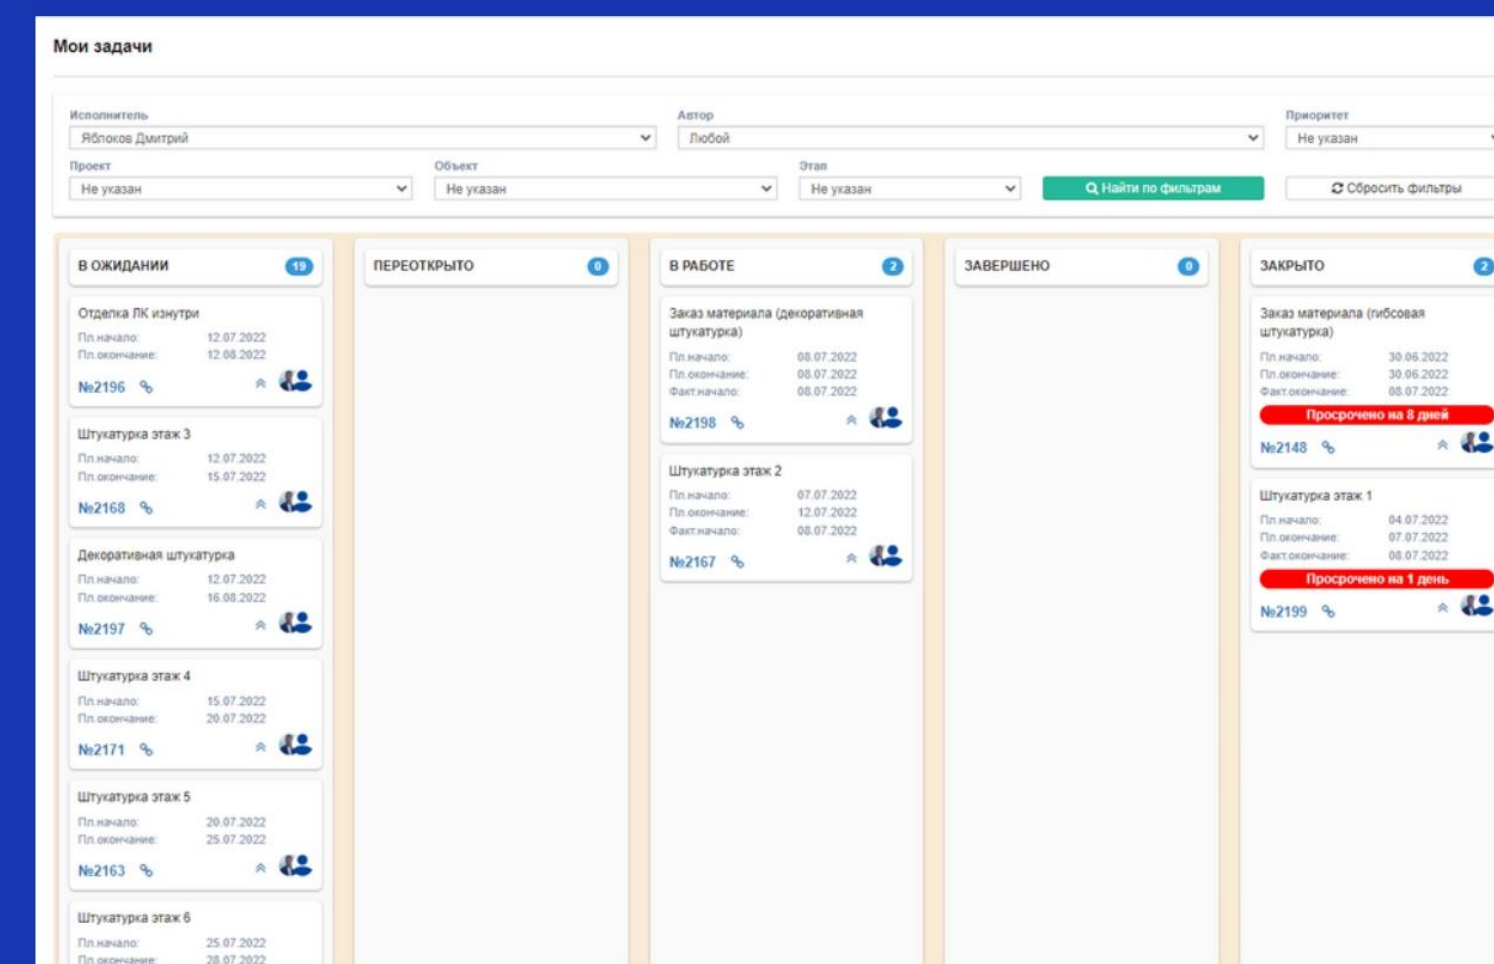 Мои задачи
Исполнитель
Яблоков Дмитрий
Автор
Любой
Приоритет
Не указан
Проект
Не указан
Объект
Не указан
Этап
Не указан
Найти по фильтрам
Сбросить фильтры
В ОЖИДАНИИ 19
Отделка ЛК изнутри
Пл.начало: 12.07.2022
Пл.окончание: 12.08.2022
№2196
Штукатурка этаж 3
Пл.начало: 12.07.2022
Пл.окончание: 15.07.2022
№2168
Декоративная штукатурка
Пл.начало: 12.07.2022
Пл.окончание: 16.08.2022
№2197
Штукатурка этаж 4
Пл.начало: 15.07.2022
Пл.окончание: 20.07.2022
№2171
Штукатурка этаж 5
Пл.начало: 20.07.2022
Пл.окончание: 25.07.2022
№2163
Штукатурка этаж 6
Пл.начало: 25.07.2022
Пл.окончание: 28.07.2022
ПЕРЕОТКРЫТО 0
В РАБОТЕ 2
Заказ материала (декоративная
штукатурка)
Пл.начало: 08.07.2022
Пл.окончание: 08.07.2022
Факт.начало: 08.07.2022
№2198
Штукатурка этаж 2
Пл.начало: 07.07.2022
Пл.окончание: 12.07.2022
Факт.начало: 08.07.2022
№2167
ЗАВЕРШЕНО 0
ЗАКРЫТО 2
Заказ материала (гибсовая
штукатурка)
Пл.начало: 30.06.2022
Пл.окончание: 30.06.2022
Факт.окончание: 08.07.2022
Просрочено на 8 дней
№2148
Штукатурка этаж 1
Пл.начало: 04.07.2022
Пл.окончание: 07.07.2022
Факт.окончание: 08.07.2022
Просрочено на 1 день
№2199